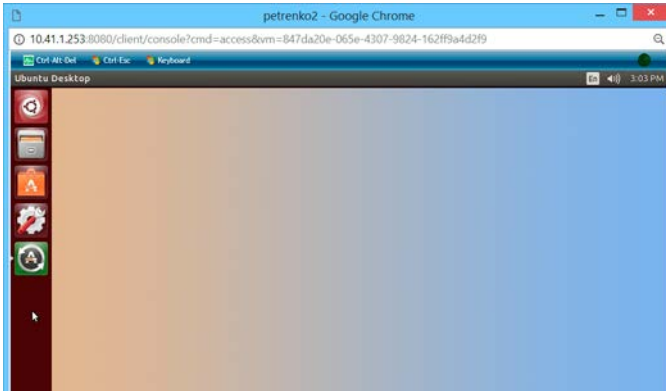 petrenko2 - Google Chrome
10.41.1.253:8080/client/console?cmd=access&vm=847da20e-065e-4307-9824-162ff9a4d2f9
Ctrl-Alt-Del Ctrl-Esc Keyboard
Ubuntu Desktop En 3:03 PM